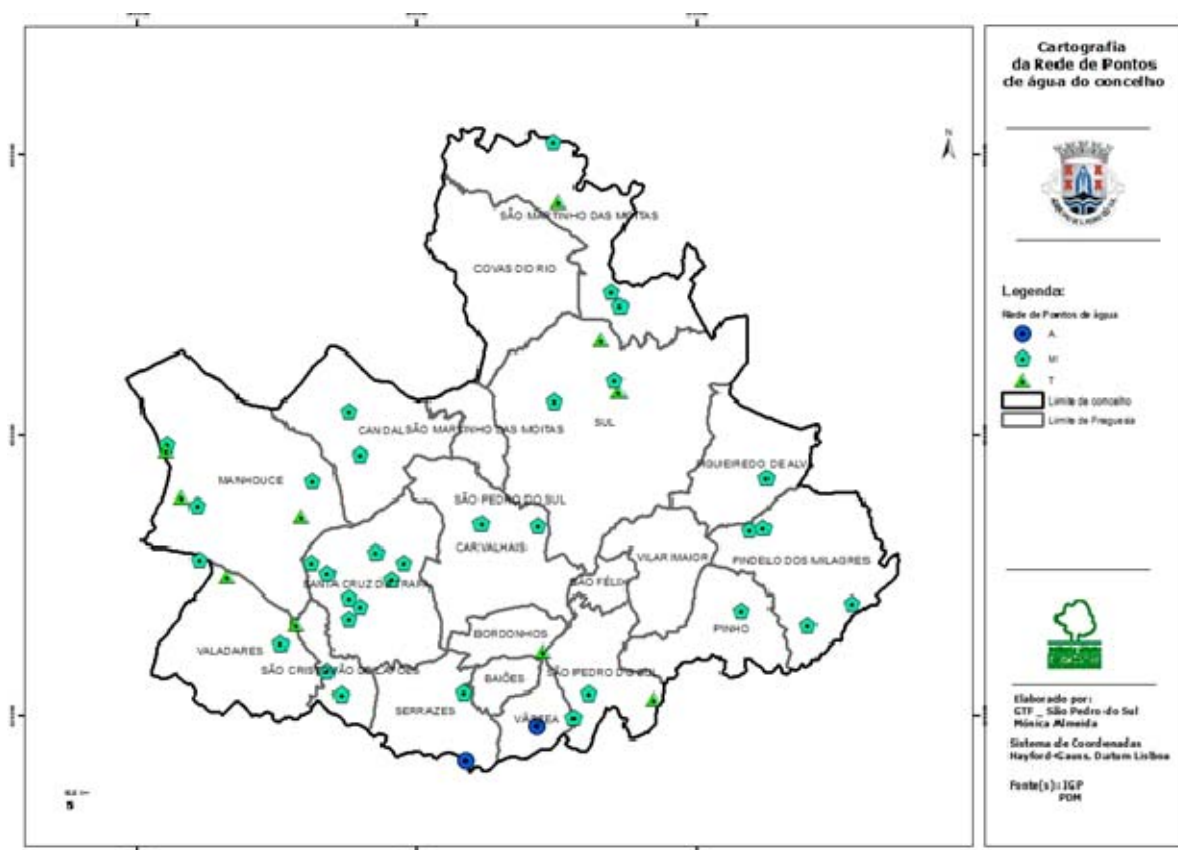 Cartografia
da Rede de Pontos
de água do concelho
N
Legenda:
Rede de Pontos de água
A
M
T
Limite de concelho
Limite de Freguesia
Elaborado por:
GTF _ São Pedro do Sul
Mónica Almeida
Sistema de Coordenadas
Hayford-Gauss, Datum Lisboa
Fonte(s): IGP
PDM
SÃO MARTINHO DAS MOITAS
COVAS DO RIO
SUL
CANDAL
SÃO MARTINHO DAS MOITAS
FIGUEIREDO DE ALVA
MANHOUCE
SÃO PEDRO DO SUL
CARVALHAIS
VILAR MAIOR
PINDELO DOS MILAGRES
SANTA CRUZ DA TRAPA
SÃO FÉLIX
PINHO
BORDONHOS
VALADARES
SÃO CRISTOVÃO DE LAFÕES
BAIÕES
SÃO PEDRO DO SUL
SERRAZES
VÁRZEA